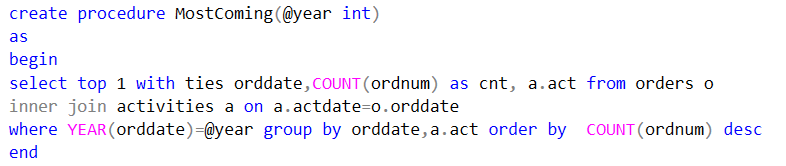 create procedure MostComing(@year int)
as
begin
select top 1 with ties orddate,COUNT(ordnum) as cnt, a.act from orders o
inner join activities a on a.actdate=o.orddate
where YEAR(orddate)=@year group by orddate,a.act order by  COUNT(ordnum) desc
end